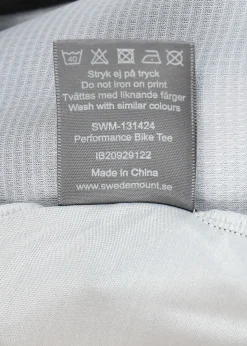 40
Stryk ej på tryck
Do not iron on print
Tvättas med liknande färger
Wash with similar colours
SWM-131424
Performance Bike Tee
IB20929122
Made in China
www.swedemount.se